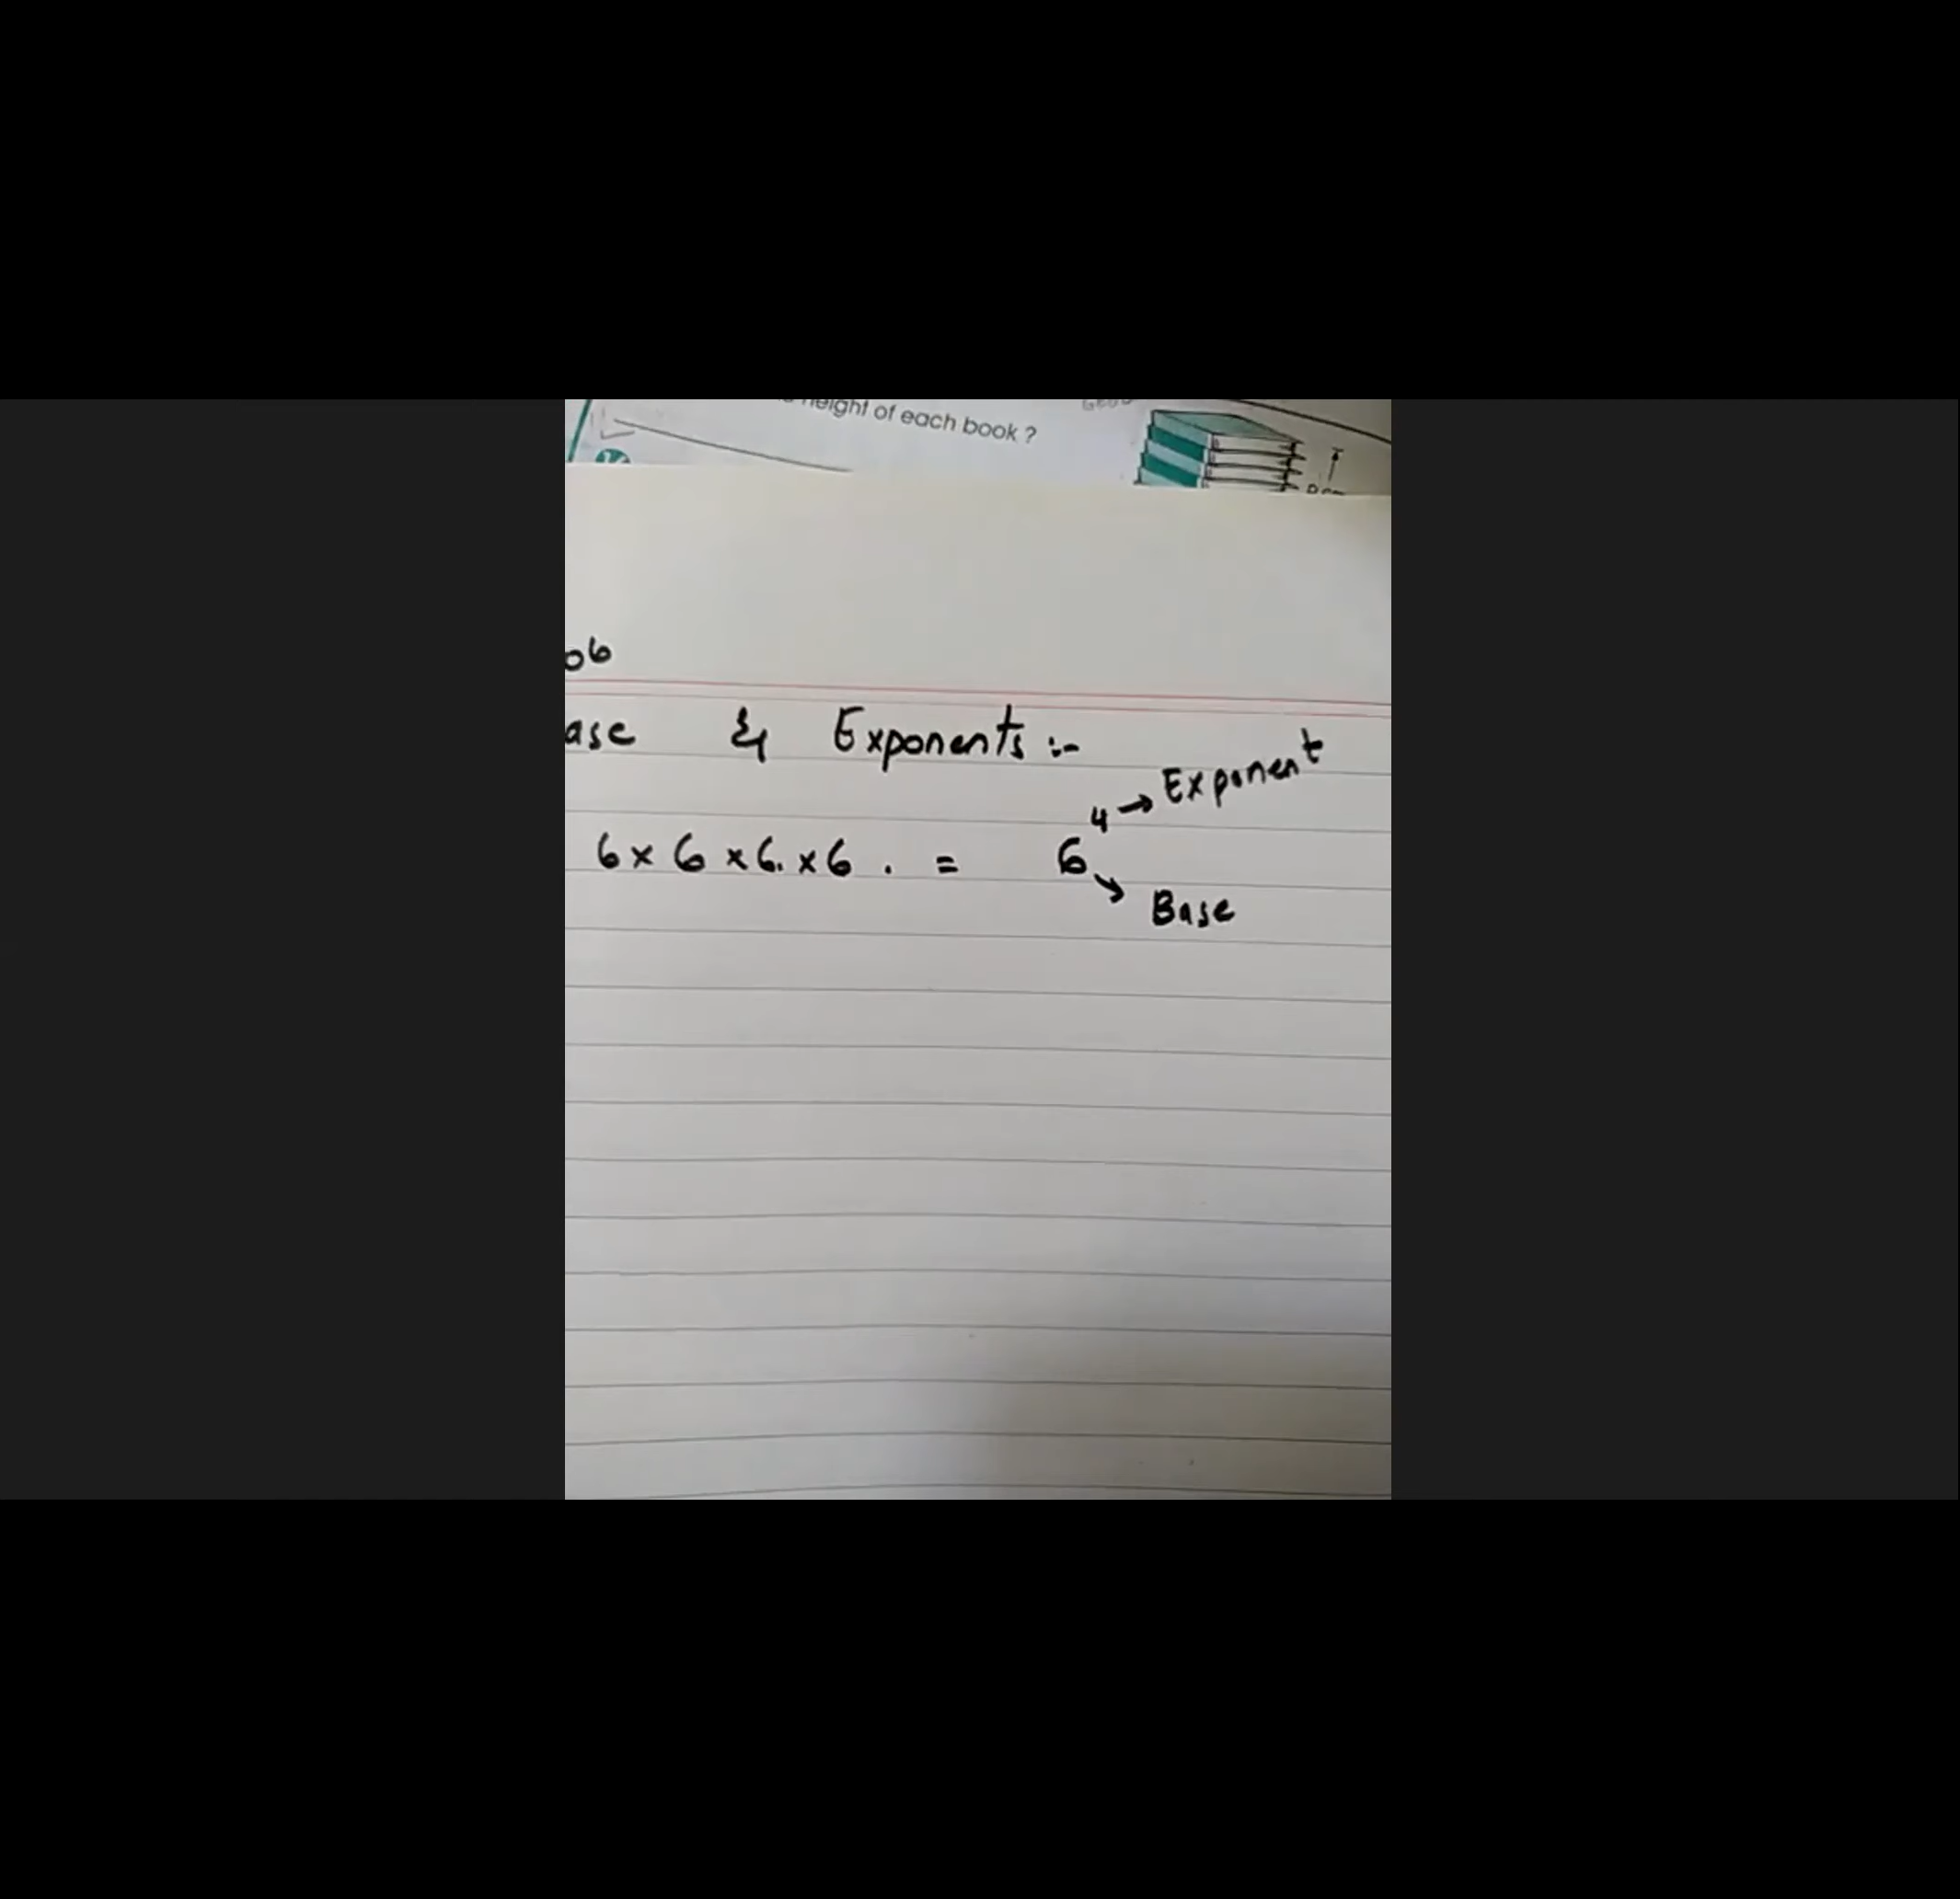 height of each book ?
06
ase & Exponents :-
4 → Exponent
6 × 6 × 6 × 6 . = 6
Base